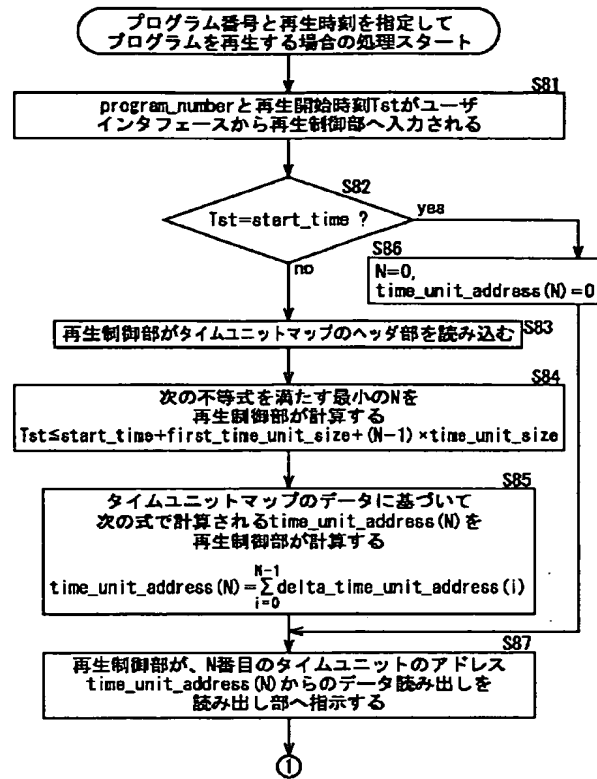 プログラム番号と再生時刻を指定して
プログラムを再生する場合の処理スタート
S81
program_numberと再生開始時刻Tstがユーザ
インタフェースから再生制御部へ入力される
S82
Tst=start_time ?
yes
no
S86
N=0,
time_unit_address(N)=0
再生制御部がタイムユニットマップのヘッダ部を読み込む
S83
S84
次の不等式を満たす最小のNを
再生制御部が計算する
Tst≦start_time+first_time_unit_size+(N-1)×time_unit_size
S85
タイムユニットマップのデータに基づいて
次の式で計算されるtime_unit_address(N)を
再生制御部が計算する
N-1
time_unit_address(N)=Σdelta_time_unit_address(i)
i=0
S87
再生制御部が、N番目のタイムユニットのアドレス
time_unit_address(N)からのデータ読み出しを
読み出し部へ指示する
①